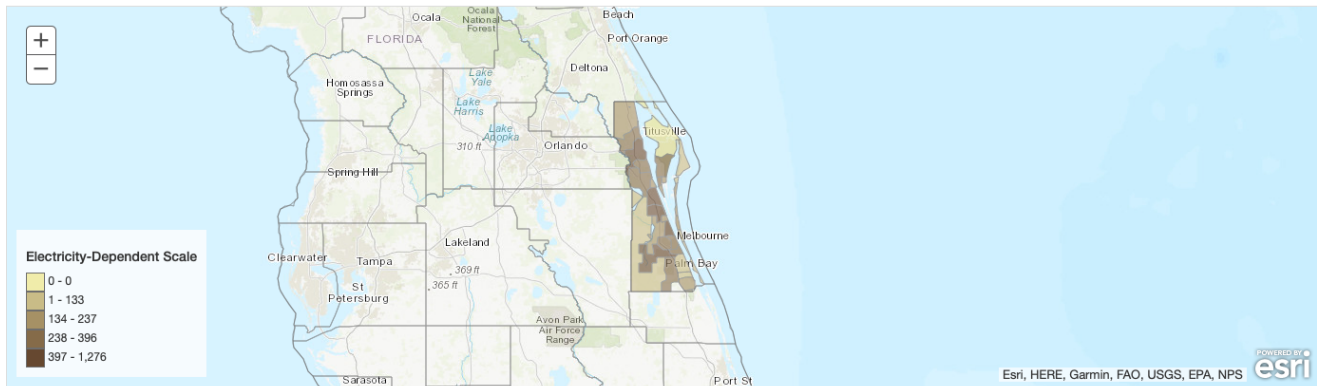 Ocala
Ocala
National
Forest
Beach
FLORIDA
Port Orange
+
−
Deltona
Homosassa
Springs
Lake
Yale
Lake
Harris
Lake
Apopka
Titusville
310 ft
Orlando
Spring Hill
Melbourne
Lakeland
Clearwater
Tampa
Palm Bay
369 ft
365 ft
St
Petersburg
Avon Park
Air Force
Range
Sarasota
Port St
Electricity-Dependent Scale
0 - 0
1 - 133
134 - 237
238 - 396
397 - 1,276
Esri, HERE, Garmin, FAO, USGS, EPA, NPS
POWERED BY
esri